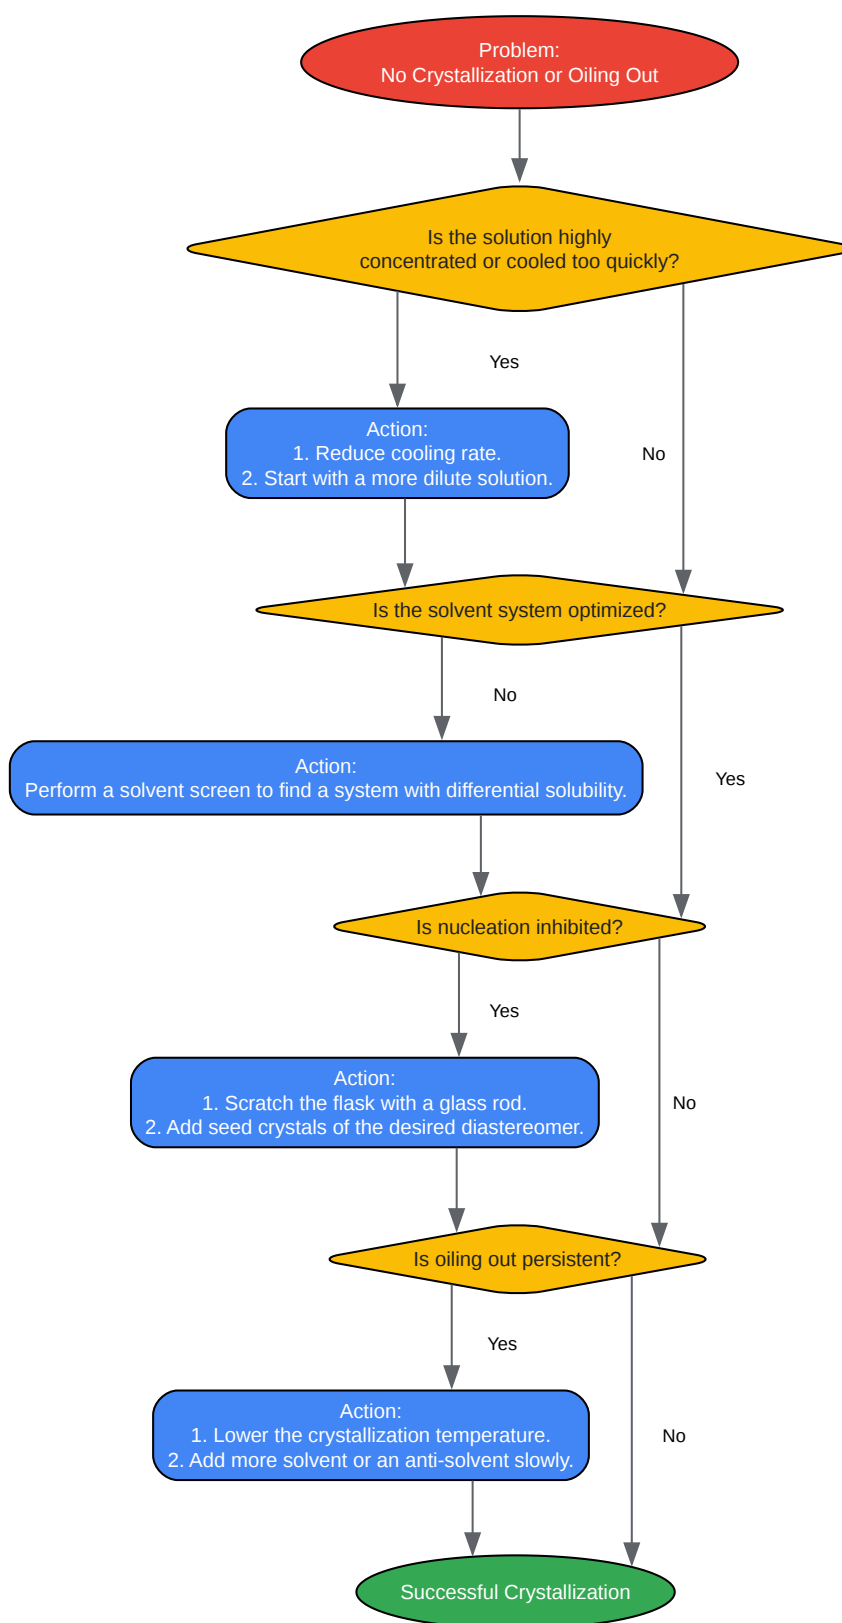 Problem:
No Crystallization or Oiling Out
Is the solution highly
concentrated or cooled too quickly?
Yes
Action:
1. Reduce cooling rate.
2. Start with a more dilute solution.
No
Is the solvent system optimized?
No
Action:
Perform a solvent screen to find a system with differential solubility.
Yes
Is nucleation inhibited?
Yes
Action:
1. Scratch the flask with a glass rod.
2. Add seed crystals of the desired diastereomer.
No
Is oiling out persistent?
Yes
Action:
1. Lower the crystallization temperature.
2. Add more solvent or an anti-solvent slowly.
No
Successful Crystallization